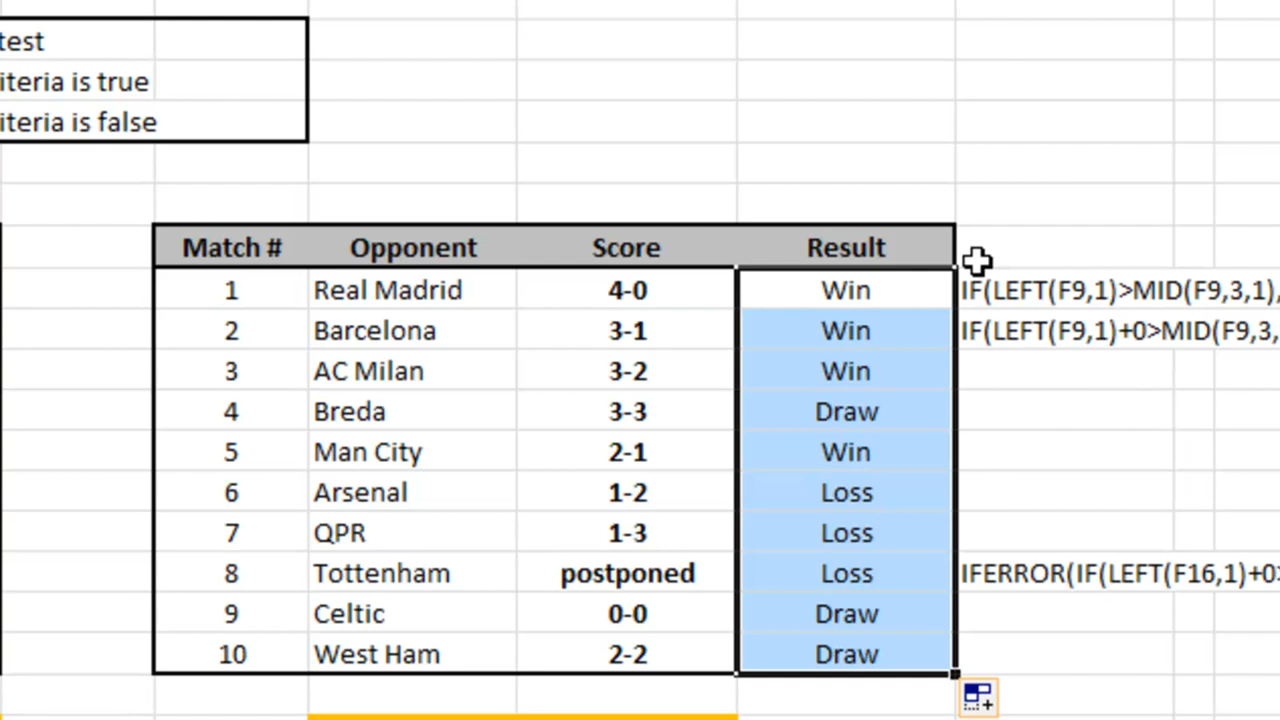 test
iteria is true
iteria is false
Match # Opponent Score Result
1 Real Madrid 4-0 Win IF(LEFT(F9,1)>MID(F9,3,1),
2 Barcelona 3-1 Win IF(LEFT(F9,1)+0>MID(F9,3,
3 AC Milan 3-2 Win
4 Breda 3-3 Draw
5 Man City 2-1 Win
6 Arsenal 1-2 Loss
7 QPR 1-3 Loss
8 Tottenham postponed Loss IFERROR(IF(LEFT(F16,1)+0>
9 Celtic 0-0 Draw
10 West Ham 2-2 Draw